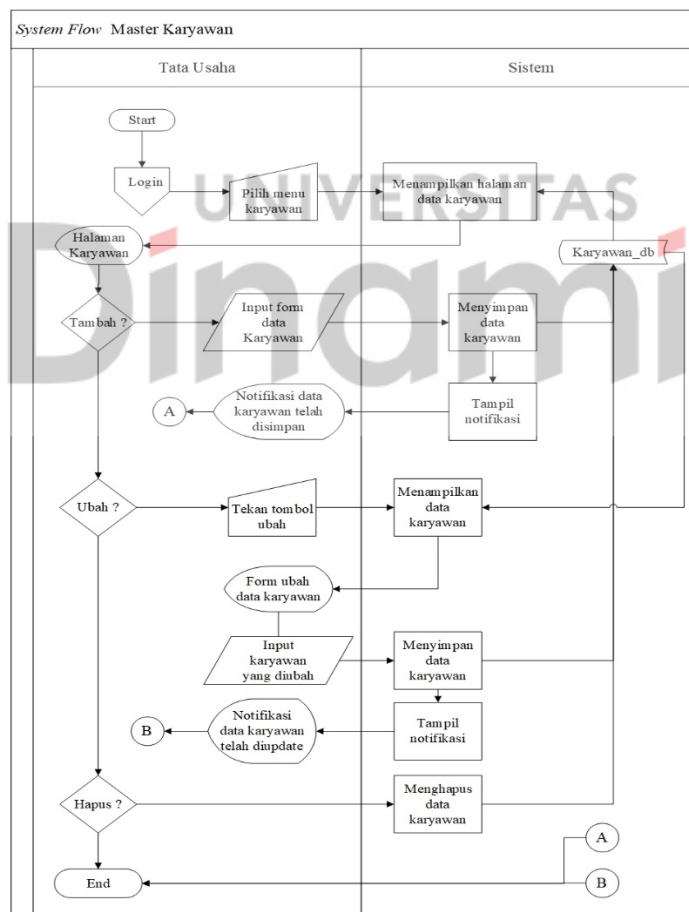 System Flow Master Karyawan
Tata Usaha
Sistem
Start
Login
Pilih menu
karyawan
Menampilkan halaman
data karyawan
UNIVERSITAS
Dinami
Halaman
Karyawan
Karyawan_db
Tambah ?
Input form
data
Karyawan
Menyimpan
data
karyawan
A
Notifikasi data
karyawan telah
disimpan
Tampil
notifikasi
Ubah ?
Tekan tombol
ubah
Menampilkan
data
karyawan
Form ubah
data karyawan
Input
karyawan
yang diubah
Menyimpan
data
karyawan
B
Notifikasi
data karyawan
telah diupdate
Tampil
notifikasi
Hapus ?
Menghapus
data
karyawan
A
End
B